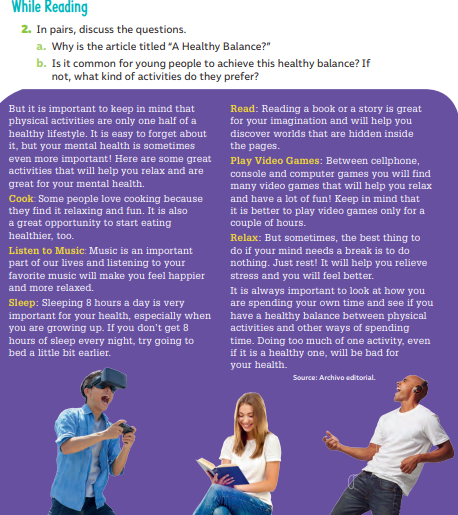 While Reading
2. In pairs, discuss the questions.
a. Why is the article titled “A Healthy Balance?”
b. Is it common for young people to achieve this healthy balance? If
not, what kind of activities do they prefer?
But it is important to keep in mind that
physical activities are only one half of a
healthy lifestyle. It is easy to forget about
it, but your mental health is sometimes
even more important! Here are some great
activities that will help you relax and are
great for your mental health.
Cook: Some people love cooking because
they find it relaxing and fun. It is also
a great opportunity to start eating
healthier, too.
Listen to Music: Music is an important
part of our lives and listening to your
favorite music will make you feel happier
and more relaxed.
Sleep: Sleeping 8 hours a day is very
important for your health, especially when
you are growing up. If you don’t get 8
hours of sleep every night, try going to
bed a little bit earlier.
Read: Reading a book or a story is great
for your imagination and will help you
discover worlds that are hidden inside
the pages.
Play Video Games: Between cellphone,
console and computer games you will find
many video games that will help you relax
and have a lot of fun! Keep in mind that
it is better to play video games only for a
couple of hours.
Relax: But sometimes, the best thing to
do if your mind needs a break is to do
nothing. Just rest! It will help you relieve
stress and you will feel better.
It is always important to look at how you
are spending your own time and see if you
have a healthy balance between physical
activities and other ways of spending
time. Doing too much of one activity, even
if it is a healthy one, will be bad for
your health.
Source: Archivo editorial.